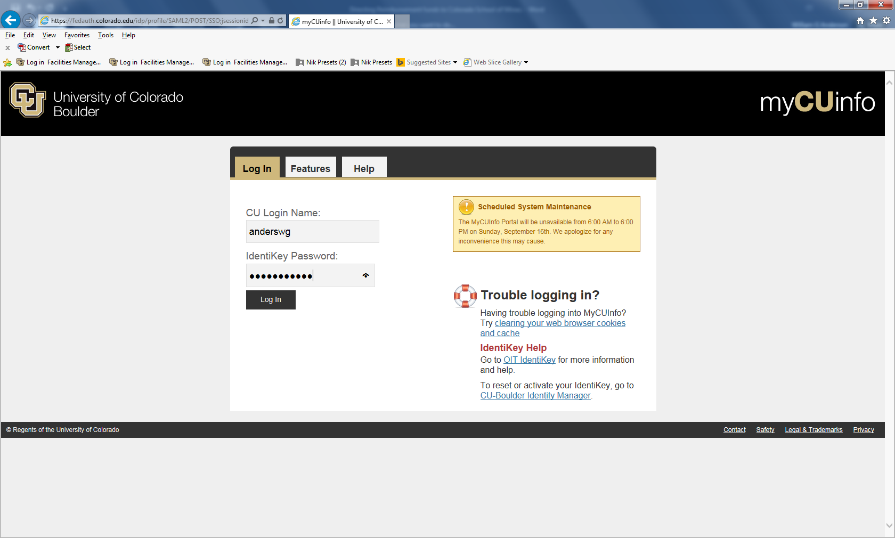 https://fedauth.colorado.edu/idp/profile/SAML2/POST/SSO;jsessionid
myCUinfo || University of C...
File Edit View Favorites Tools Help
x Convert Select
Log in Facilities Manage... Log in Facilities Manage... Log in Facilities Manage... Nik Presets (2) Nik Presets Suggested Sites Web Slice Gallery
CU University of Colorado
Boulder
myCUinfo
Log In Features Help
CU Login Name:
anderswg
IdentiKey Password:
●●●●●●●●●●●
Log In
Scheduled System Maintenance
The MyCUInfo Portal will be unavailable from 6:00 AM to 6:00
PM on Sunday, September 16th. We apologize for any
inconvenience this may cause.
Trouble logging in?
Having trouble logging into MyCUInfo?
Try clearing your web browser cookies
and cache
IdentiKey Help
Go to OIT IdentiKey for more information
and help.
To reset or activate your IdentiKey, go to
CU-Boulder Identity Manager.
© Regents of the University of Colorado
Contact Safety Legal & Trademarks Privacy